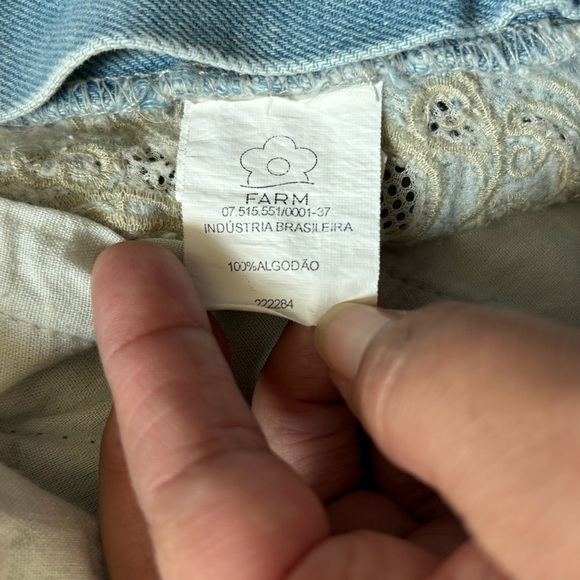 FARM
07.515.551/0001-37
INDÚSTRIA BRASILEIRA
100%ALGODÃO
222284